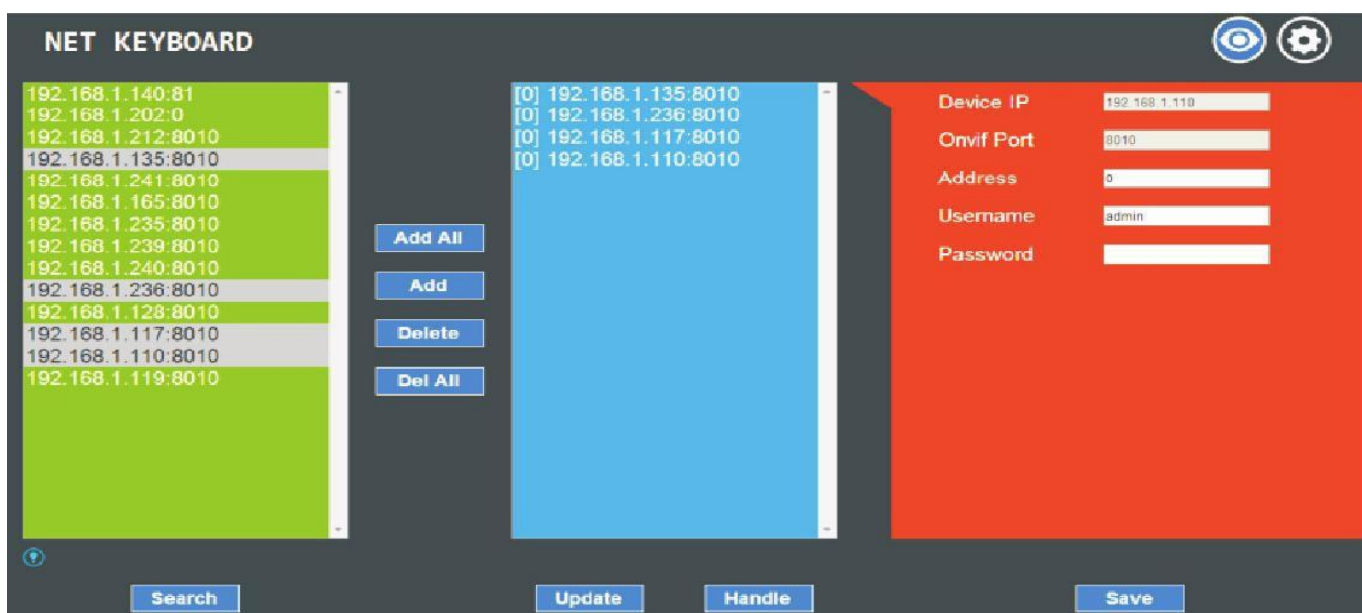 NET KEYBOARD
192.168.1.140:81
192.168.1.202:0
192.168.1.212:8010
192.168.1.135:8010
192.168.1.241:8010
192.168.1.165:8010
192.168.1.235:8010
192.168.1.239:8010
192.168.1.240:8010
192.168.1.236:8010
192.168.1.128:8010
192.168.1.117:8010
192.168.1.110:8010
192.168.1.119:8010
Add All
Add
Delete
Del All
[0] 192.168.1.135:8010
[0] 192.168.1.236:8010
[0] 192.168.1.117:8010
[0] 192.168.1.110:8010
Device IP 192.168.1.110
Onvif Port 8010
Address 0
Username admin
Password
Search
Update
Handle
Save